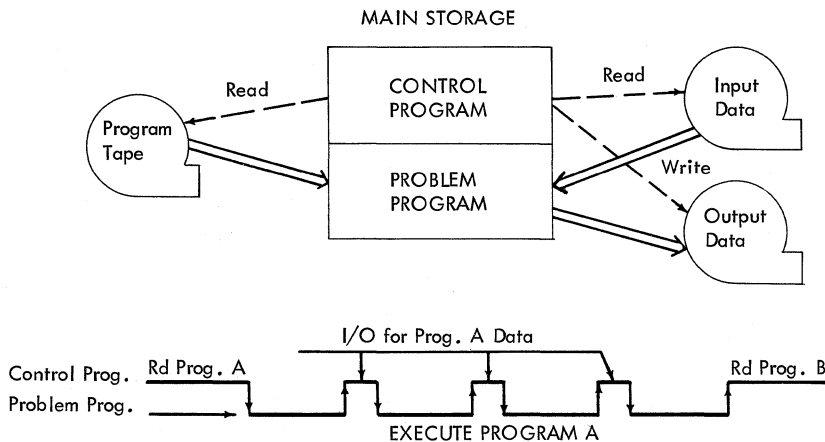 MAIN STORAGE
Read
CONTROL
PROGRAM
Read
Input
Data
Program
Tape
Write
PROBLEM
PROGRAM
Output
Data
I/O for Prog. A Data
Control Prog.
Rd Prog. A
Rd Prog. B
Problem Prog.
EXECUTE PROGRAM A